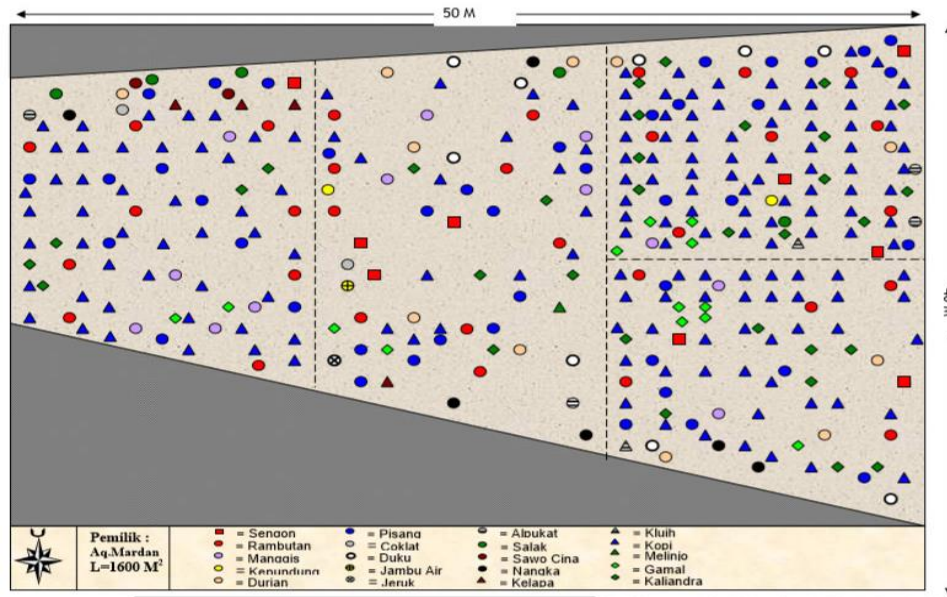 50 M
U
Pemilik :
Aq.Mardan
L=1600 M²
= Sengon
= Rambutan
= Manggis
= Kepundung
= Durian
= Pisang
= Coklat
= Duku
= Jambu Air
= Jeruk
= Alpukat
= Salak
= Sawo Cina
= Nangka
= Kelapa
= Kluih
= Kopi
= Melinjo
= Gamal
= Kaliandra